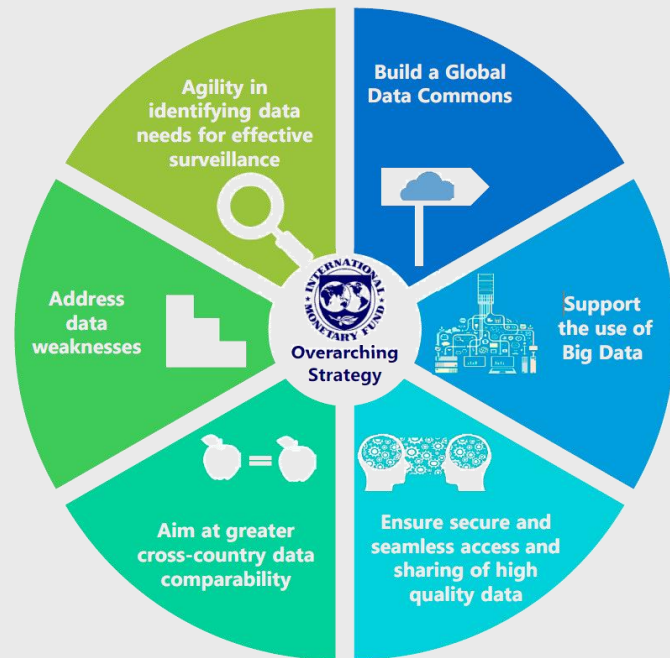 Agility in
identifying data
needs for effective
surveillance
Build a Global
Data Commons
Address
data
weaknesses
INTERNATIONAL
MONETARY FUND
Overarching
Strategy
Support
the use of
Big Data
Aim at greater
cross-country data
comparability
Ensure secure and
seamless access and
sharing of high
quality data